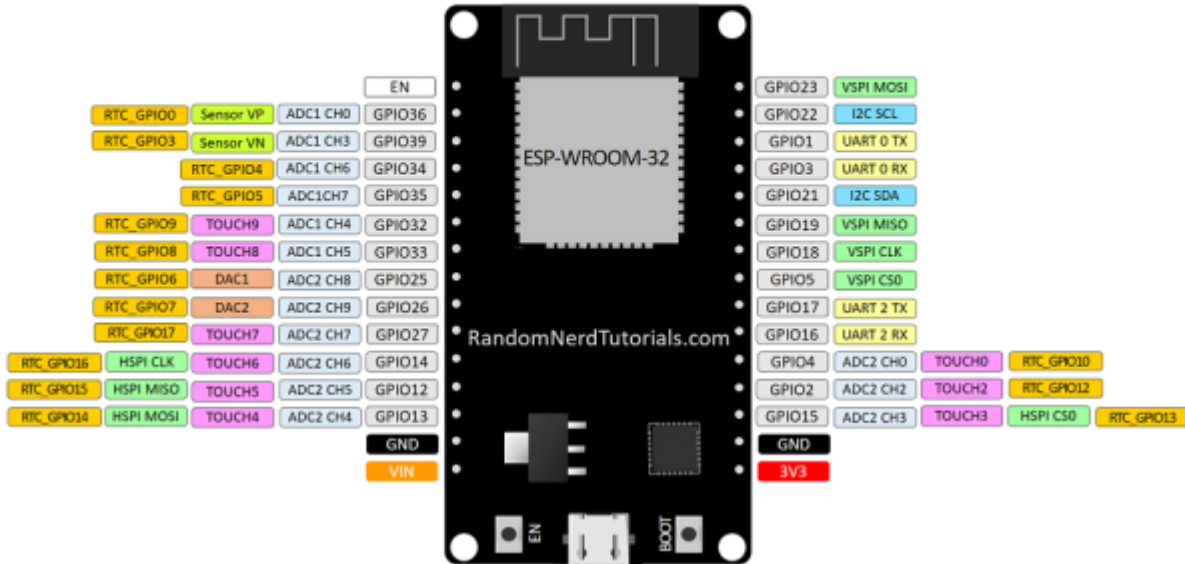 EN GPIO23 VSPI MOSI
RTC_GPIO0 Sensor VP ADC1 CH0 GPIO36 GPIO22 I2C SCL
RTC_GPIO3 Sensor VN ADC1 CH3 GPIO39 GPIO1 UART 0 TX
RTC_GPIO4 ADC1 CH6 GPIO34 ESP-WROOM-32 GPIO3 UART 0 RX
RTC_GPIO5 ADC1CH7 GPIO35 GPIO21 I2C SDA
RTC_GPIO9 TOUCH9 ADC1 CH4 GPIO32 GPIO19 VSPI MISO
RTC_GPIO8 TOUCH8 ADC1 CH5 GPIO33 GPIO18 VSPI CLK
RTC_GPIO6 DAC1 ADC2 CH8 GPIO25 GPIO5 VSPI CS0
RTC_GPIO7 DAC2 ADC2 CH9 GPIO26 GPIO17 UART 2 TX
RTC_GPIO17 TOUCH7 ADC2 CH7 GPIO27 RandomNerdTutorials.com GPIO16 UART 2 RX
RTC_GPIO16 HSPI CLK TOUCH6 ADC2 CH6 GPIO14 GPIO4 ADC2 CH0 TOUCH0 RTC_GPIO10
RTC_GPIO15 HSPI MISO TOUCH5 ADC2 CH5 GPIO12 GPIO2 ADC2 CH2 TOUCH2 RTC_GPIO12
RTC_GPIO14 HSPI MOSI TOUCH4 ADC2 CH4 GPIO13 GPIO15 ADC2 CH3 TOUCH3 HSPI CS0 RTC_GPIO13
GND GND
VIN 3V3
EN BOOT